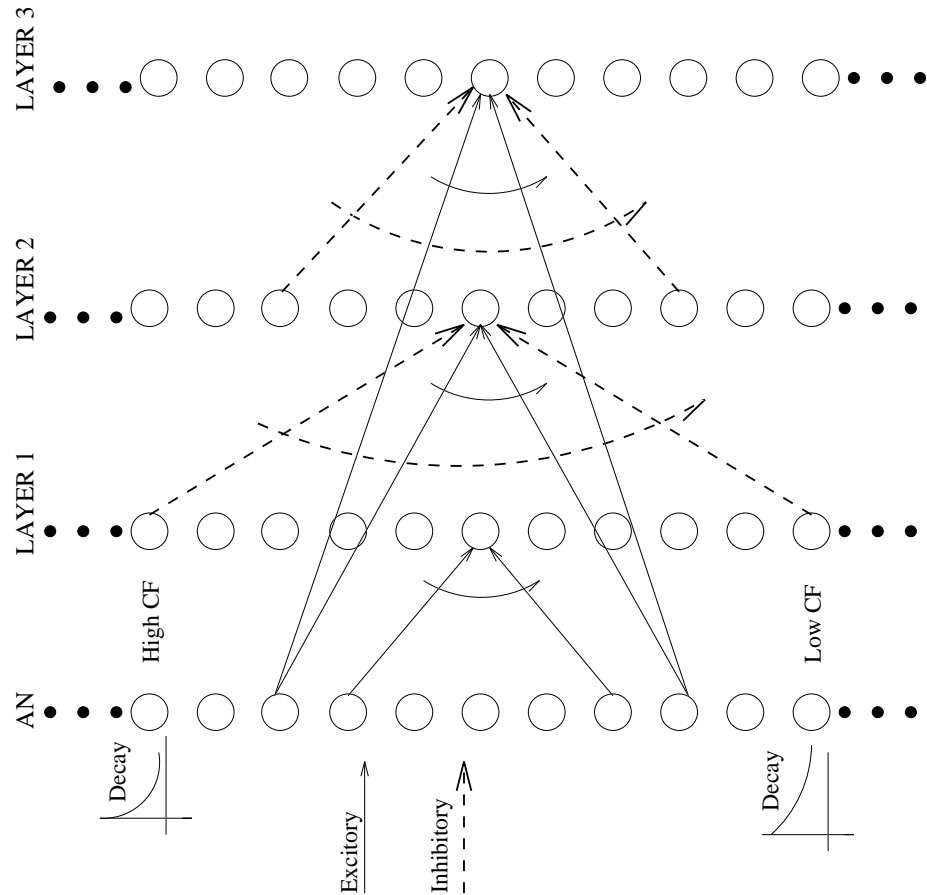 LAYER 3
LAYER 2
LAYER 1
High CF
Low CF
AN
Decay
Decay
Excitory
Inhibitory